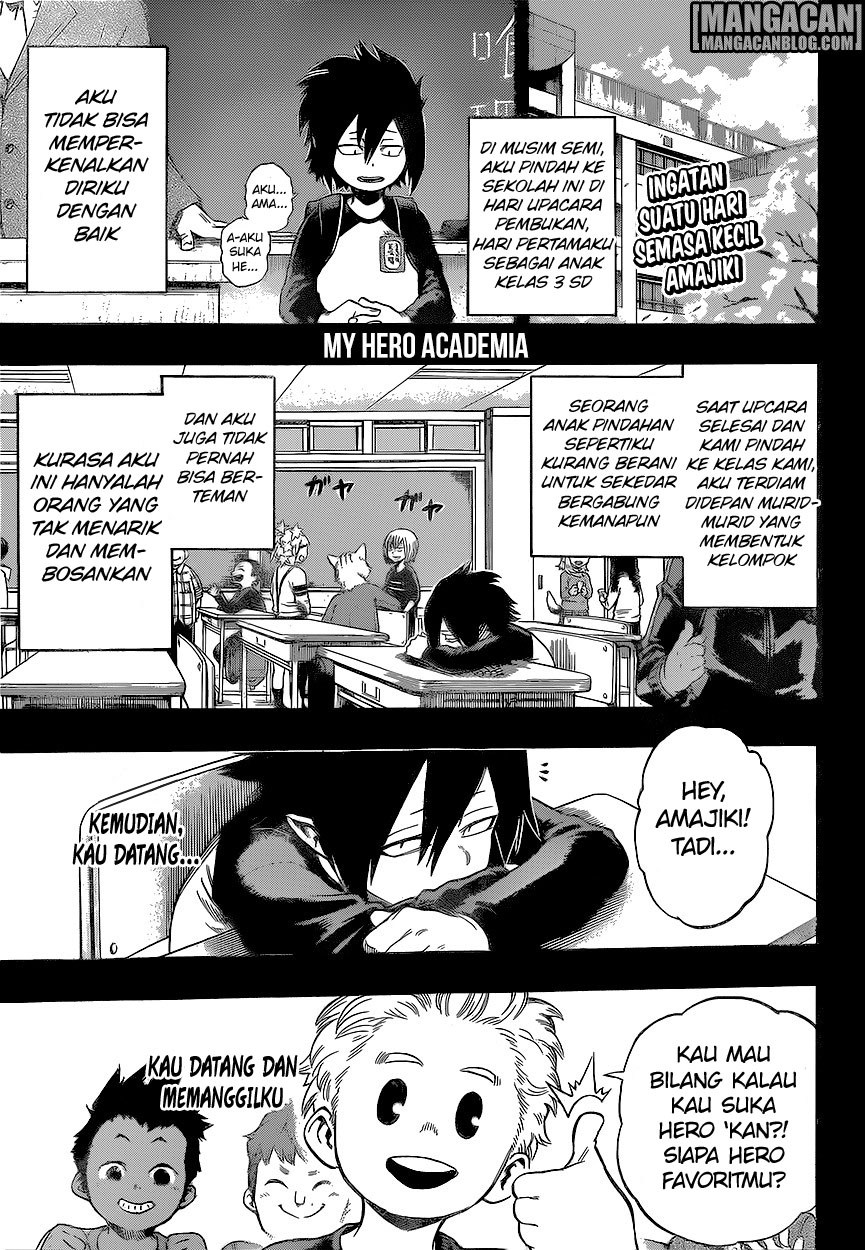 [MANGACAN]
MANGACANBLOG.COM
INGATAN
SUATU HARI
SEMASA KECIL
AMAJIKI
DI MUSIM SEMI,
AKU PINDAH KE
SEKOLAH INI DI
HARI UPACARA
PEMBUKAN,
HARI PERTAMAKU
SEBAGAI ANAK
KELAS 3 SD
AKU...
AMA...
A-AKU
SUKA
HE...
AKU
TIDAK BISA
MEMPER-
KENALKAN
DIRIKU
DENGAN
BAIK
MY HERO ACADEMIA
SAAT UPCARA
SELESAI DAN
KAMI PINDAH
KE KELAS KAMI,
AKU TERDIAM
DIDEPAN MURID-
MURID YANG
MEMBENTUK
KELOMPOK
SEORANG
ANAK PINDAHAN
SEPERTIKU
KURANG BERANI
UNTUK SEKEDAR
BERGABUNG
KEMANAPUN
ガヤ
ガヤ
DAN AKU
JUGA TIDAK
PERNAH
BISA BER-
TEMAN
KURASA AKU
INI HANYALAH
ORANG YANG
TAK MENARIK
DAN MEM-
BOSANKAN
HEY,
AMAJIKI!
TADI...
KEMUDIAN,
KAU DATANG...
KAU MAU
BILANG KALAU
KAU SUKA
HERO 'KAN?!
SIAPA HERO
FAVORITMU?
KAU DATANG DAN
MEMANGGILKU